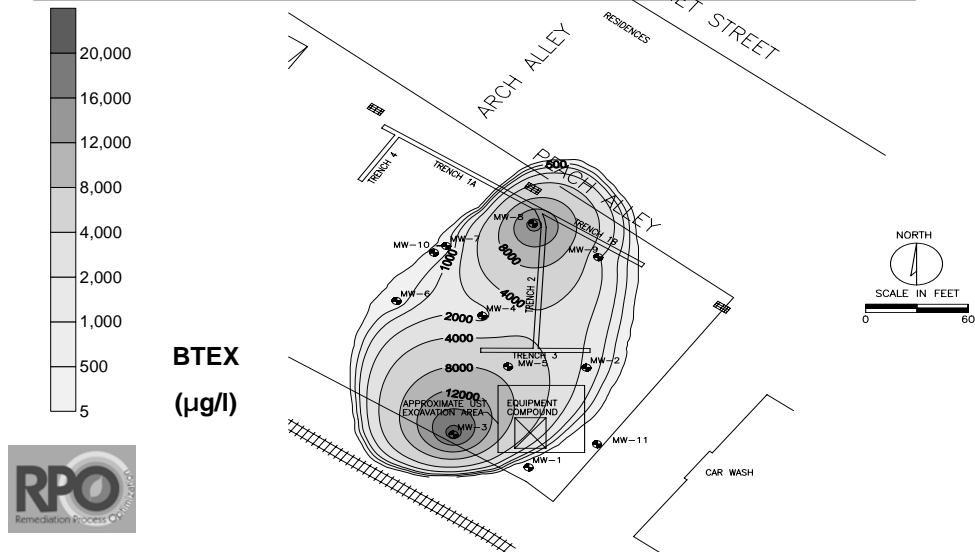 20,000
16,000
12,000
8,000
4,000
2,000
1,000
500
5
BTEX
(µg/l)
RPO
Remediation Process Optimization
STREET
RESIDENCES
ARCH ALLEY
PERCH ALLEY
TRENCH 4
TRENCH 1A
500
MW-8
TRENCH 1B
MW-10
MW-7
1000
8000
MW-9
MW-6
4000
TRENCH 2
2000
MW-4
4000
TRENCH 3
8000
MW-5
MW-2
12000
APPROXIMATE UST
EXCAVATION AREA
EQUIPMENT
COMPOUND
MW-3
MW-11
MW-1
CAR WASH
NORTH
SCALE IN FEET
0
60